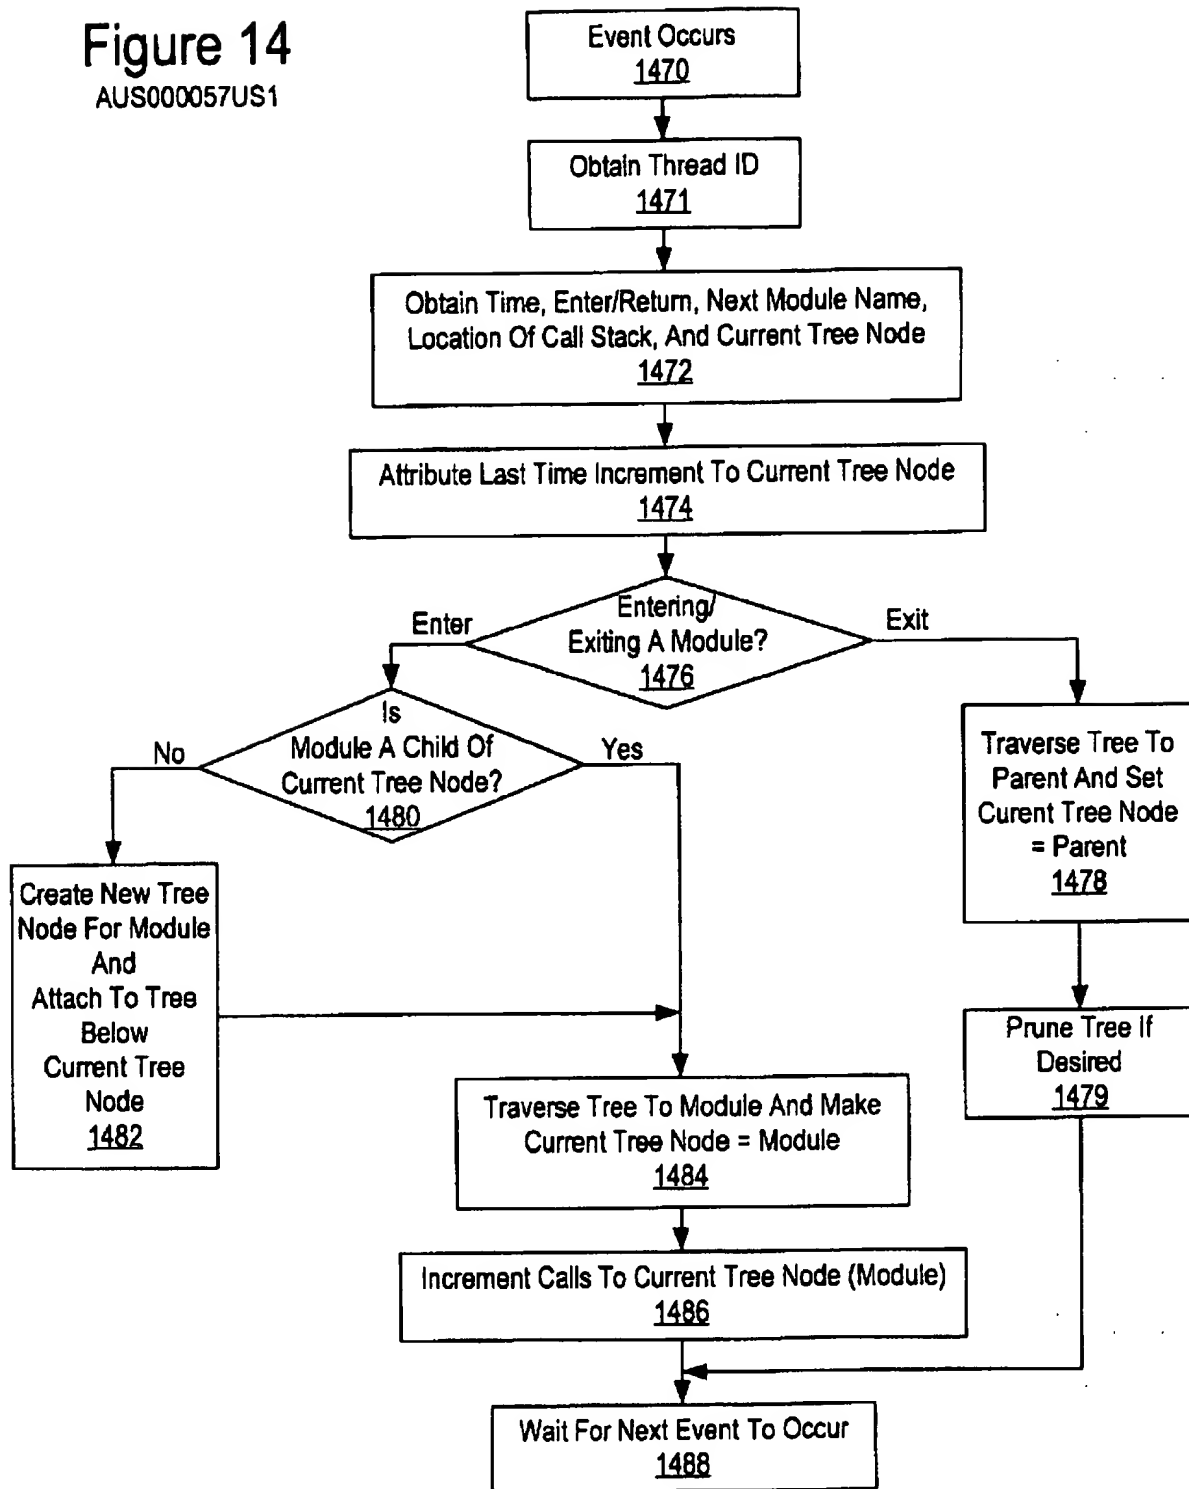 Figure 14
AUS000057US1
Event Occurs
1470
Obtain Thread ID
1471
Obtain Time, Enter/Return, Next Module Name,
Location Of Call Stack, And Current Tree Node
1472
Attribute Last Time Increment To Current Tree Node
1474
Entering/
Exiting A Module?
1476
Enter
Exit
Is
Module A Child Of
Current Tree Node?
1480
No
Yes
Traverse Tree To
Parent And Set
Curent Tree Node
= Parent
1478
Create New Tree
Node For Module
And
Attach To Tree
Below
Current Tree
Node
1482
Prune Tree If
Desired
1479
Traverse Tree To Module And Make
Current Tree Node = Module
1484
Increment Calls To Current Tree Node (Module)
1486
Wait For Next Event To Occur
1488